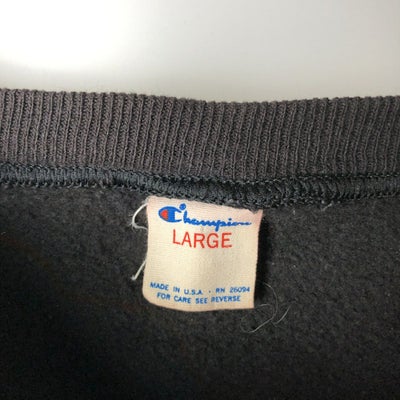 Champion
LARGE
MADE IN U.S.A. - RN 26094
FOR CARE SEE REVERSE